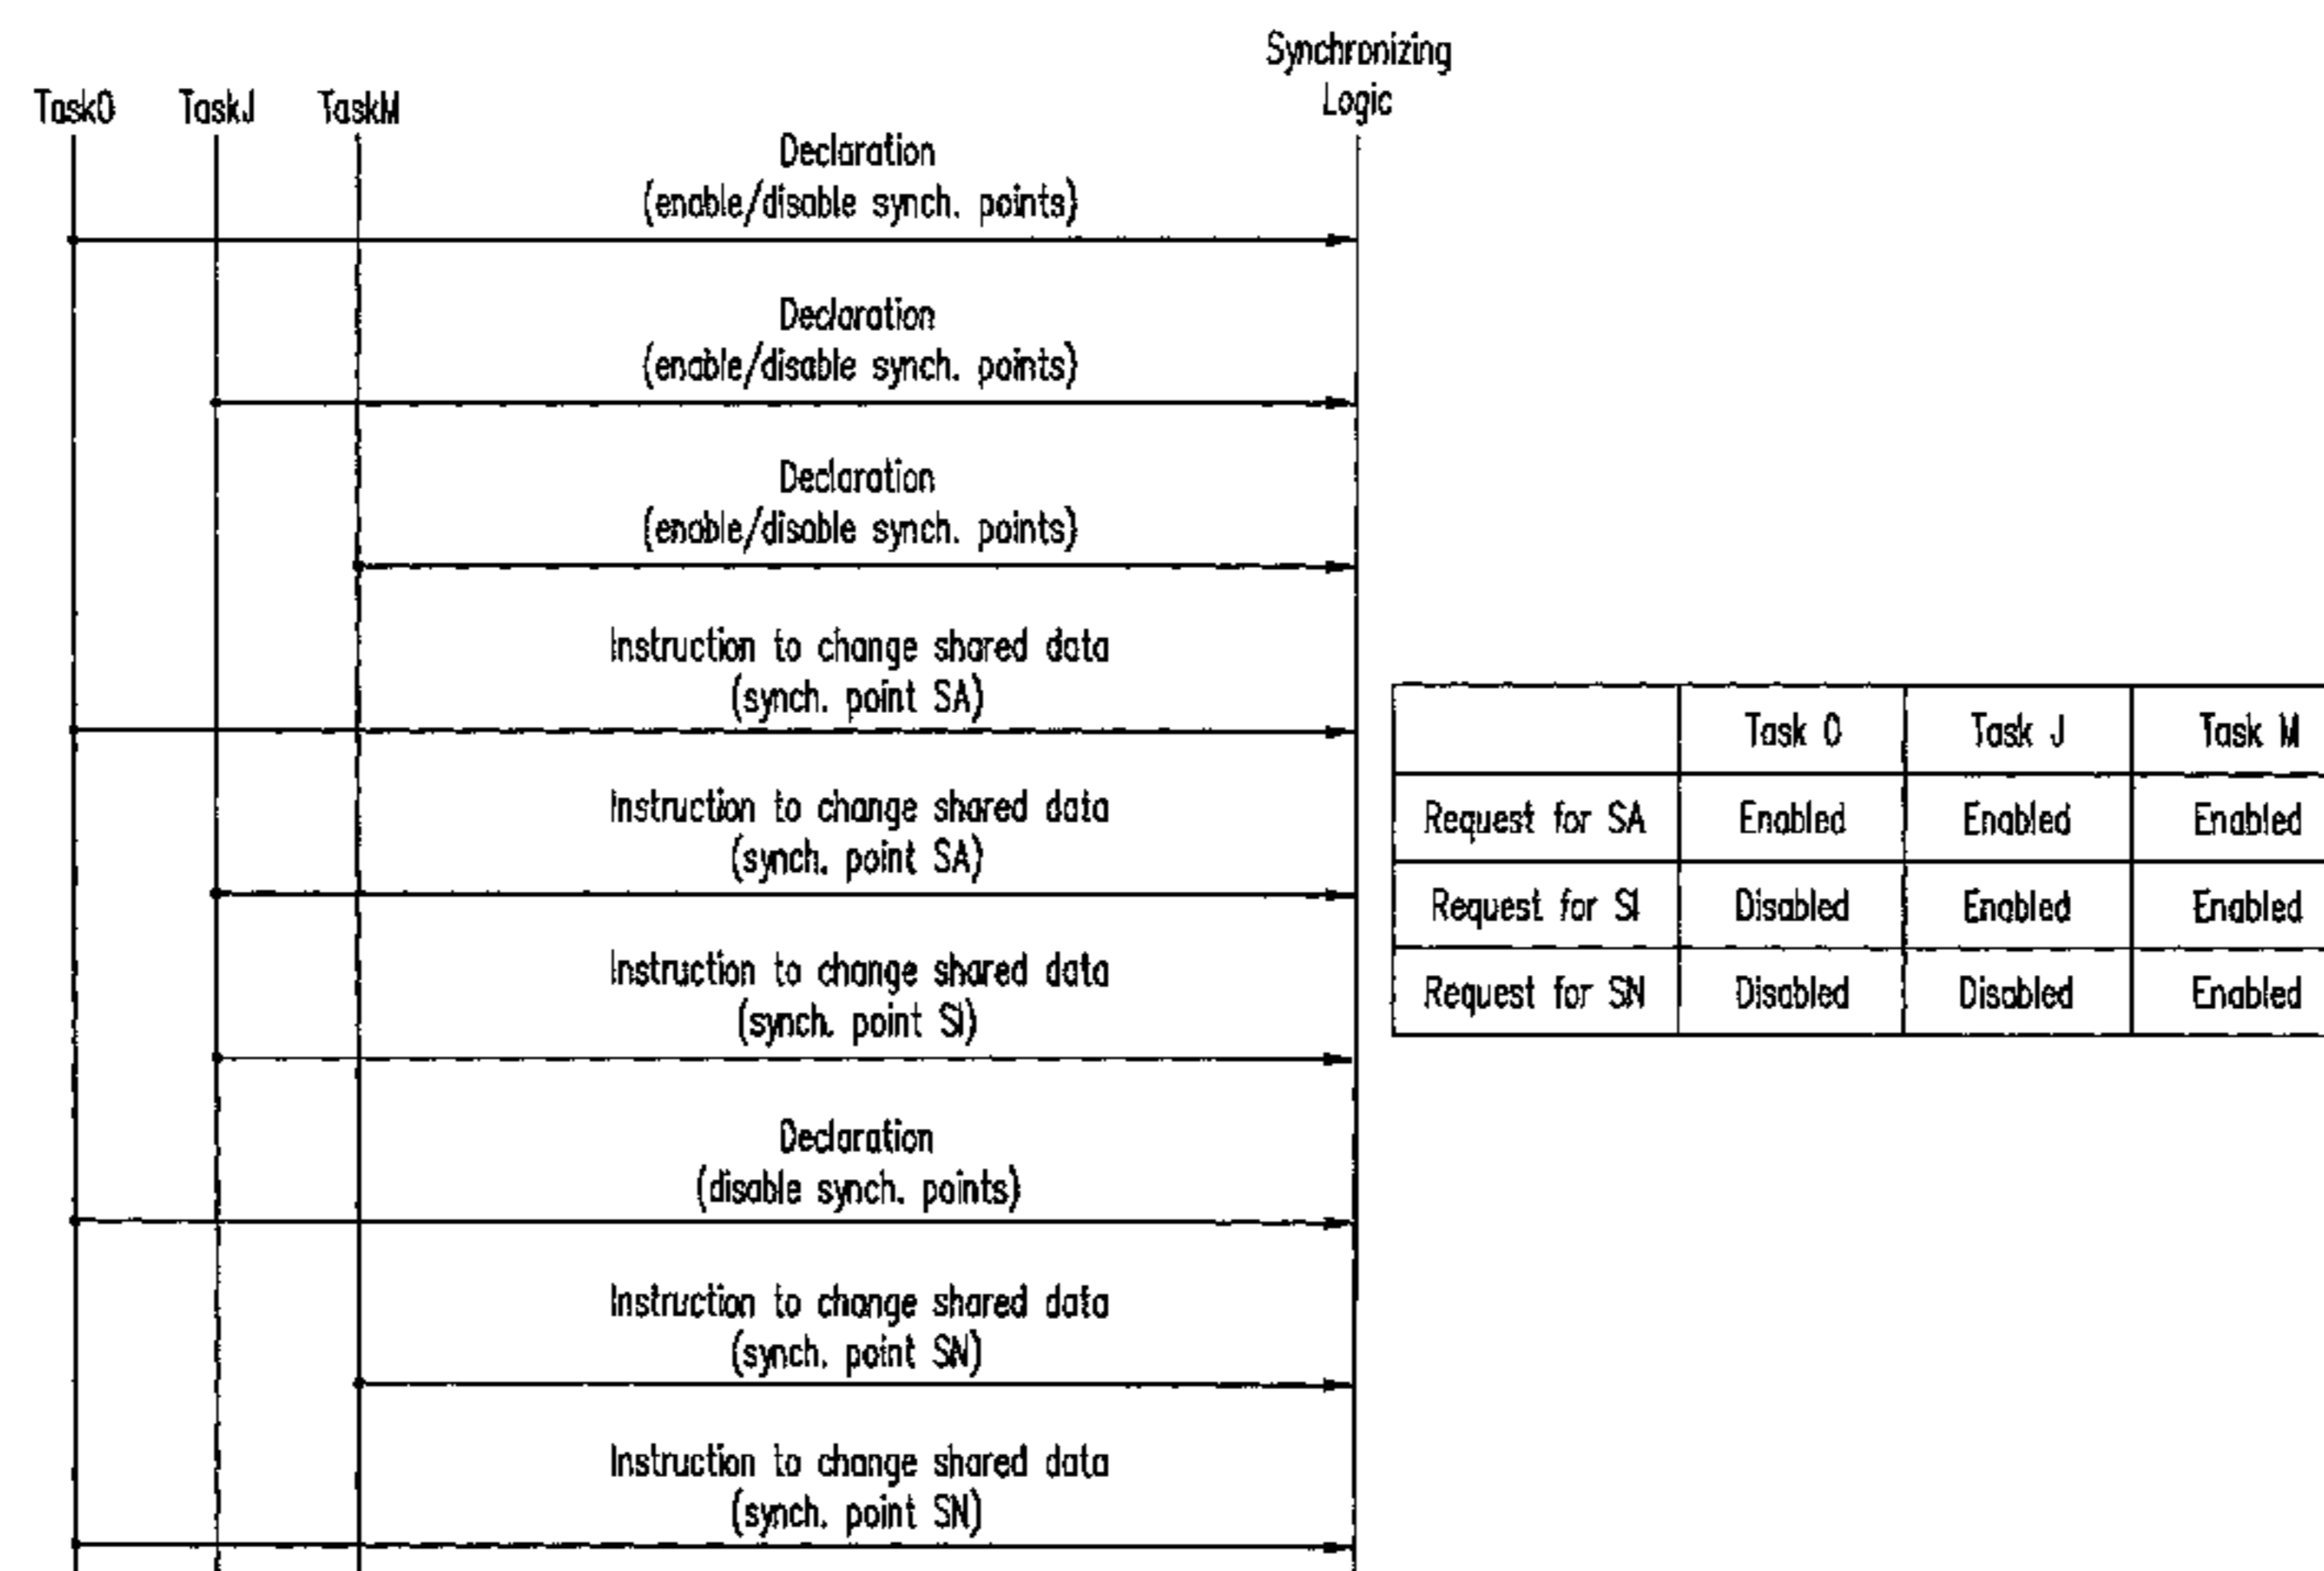 Synchronizing
Logic
Task0 TaskJ TaskM
Declaration
(enable/disable synch. points)
Declaration
(enable/disable synch. points)
Declaration
(enable/disable synch. points)
Instruction to change shared data
(synch. point SA)
Instruction to change shared data
(synch. point SA)
Instruction to change shared data
(synch. point SI)
Declaration
(disable synch. points)
Instruction to change shared data
(synch. point SN)
Instruction to change shared data
(synch. point SN)
Task 0 Task J Task M
Request for SA Enabled Enabled Enabled
Request for SI Disabled Enabled Enabled
Request for SN Disabled Disabled Enabled